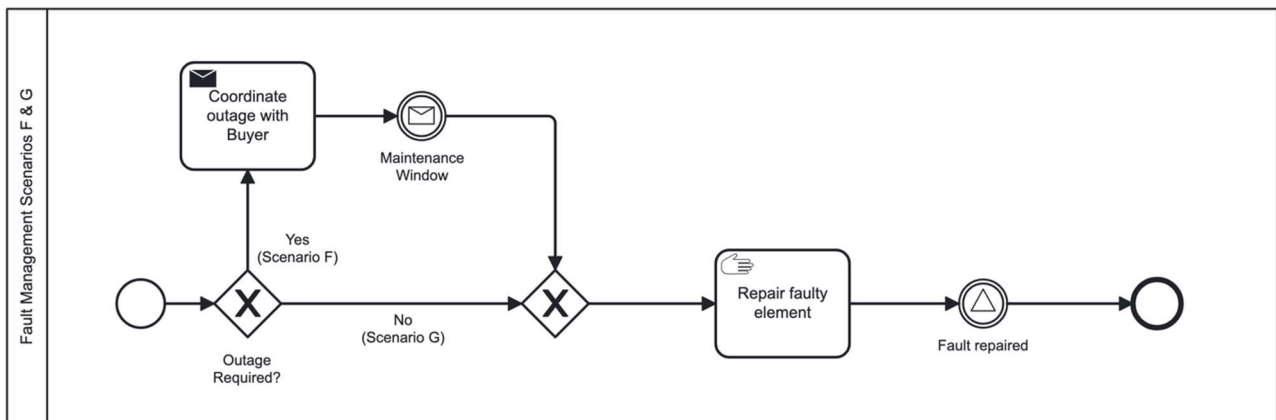 Fault Management Scenarios F & G
Coordinate
outage with
Buyer
Maintenance
Window
Yes
(Scenario F)
No
(Scenario G)
Outage
Required?
Repair faulty
element
Fault repaired